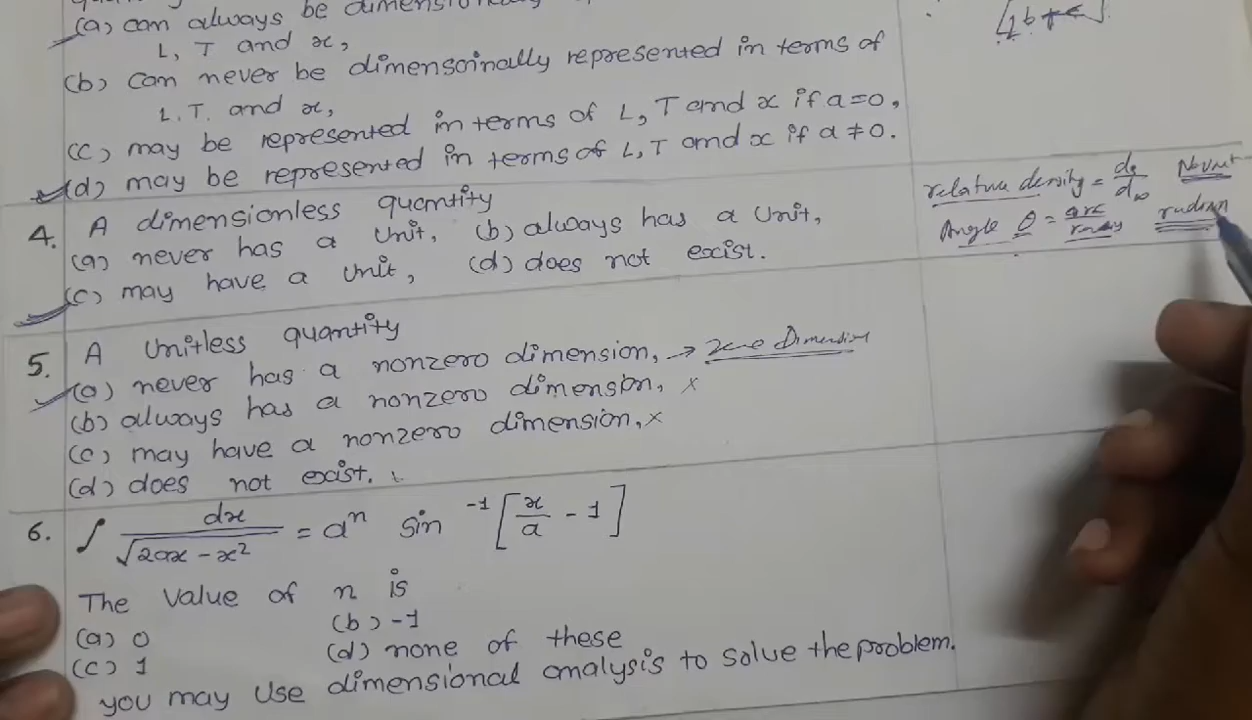 (a) can always be
L, T and x,
(b) can never be dimensoinally represented in terms of
L.T. and x,
(c) may be represented in terms of L, T and x if a=0,
(d) may be represented in terms of L, T and x if a ≠ 0.
4. A dimensionless quantity
(a) never has a unit, (b) always has a unit,
(c) may have a unit, (d) does not exist.
relative density =
Angle θ = arc
5. A unitless quantity
(a) never has a nonzero dimension, → zero Dimension
(b) always has a nonzero dimension, ×
(c) may have a nonzero dimension, ×
(d) does not exist.
6. ∫ dx / √(2ax - x²) = aⁿ sin⁻¹ [x/a - 1]
The value of n is
(a) 0 (b) -1
(c) 1 (d) none of these
you may use dimensional analysis to solve the problem.